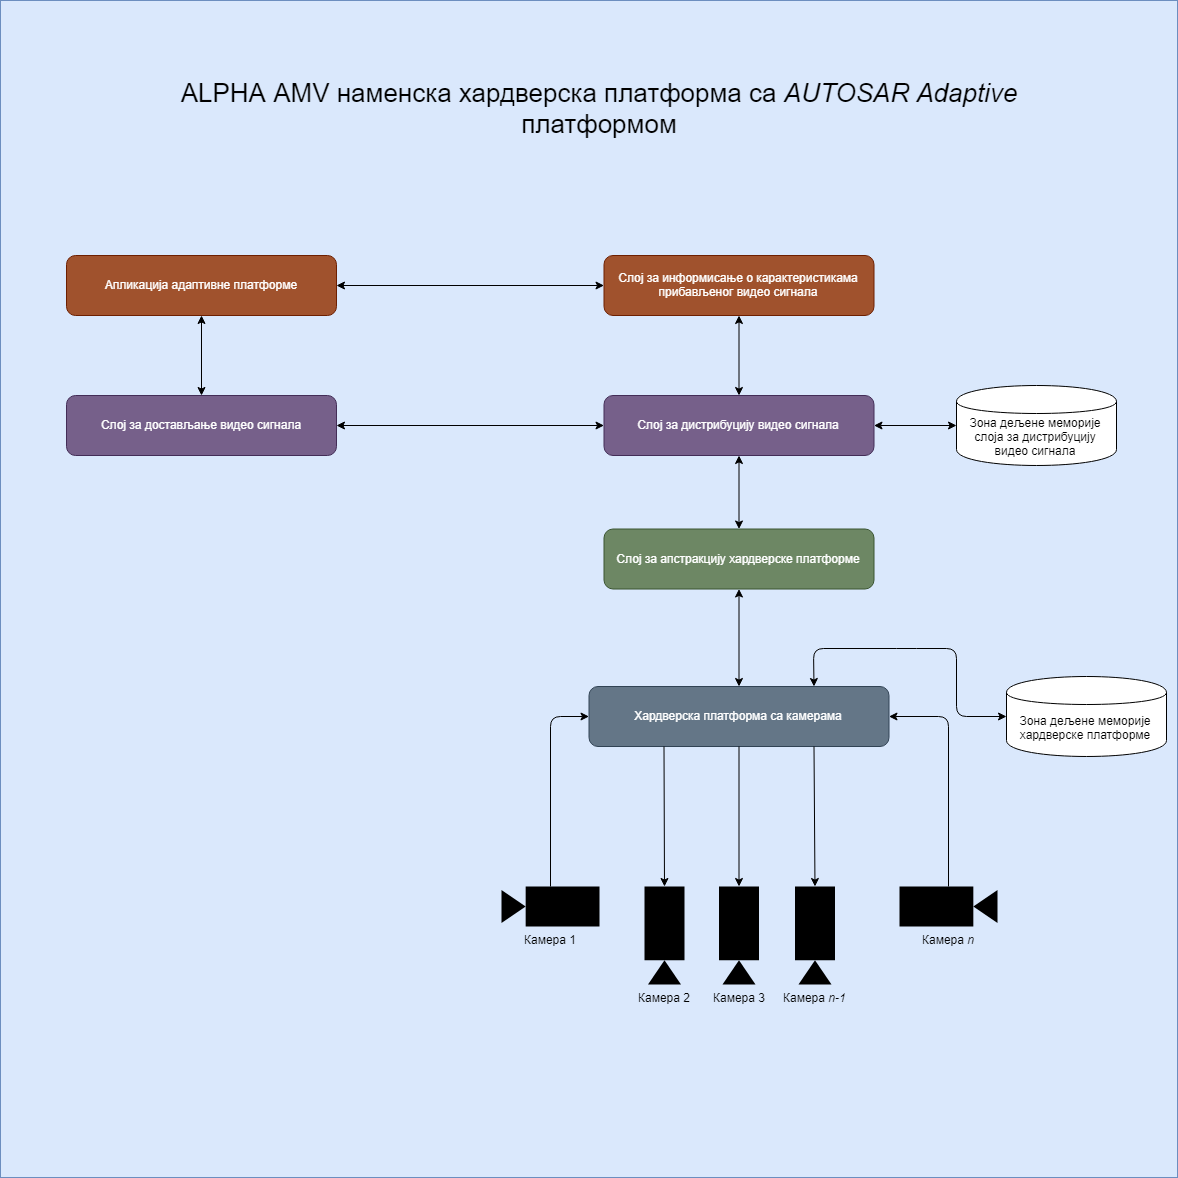 ALPHA AMV наменска хардверска платформа са AUTOSAR Adaptive
платформом
Апликација адаптивне платформе
Слој за информисање о карактеристикама
прибављеног видео сигнала
Слој за достављање видео сигнала
Слој за дистрибуцију видео сигнала
Зона дељене меморије
слоја за дистрибуцију
видео сигнала
Слој за апстракцију хардверске платформе
Хардверска платформа са камерама
Зона дељене меморије
хардверске платформе
Камера 1
Камера n
Камера 2
Камера 3
Камера n-1